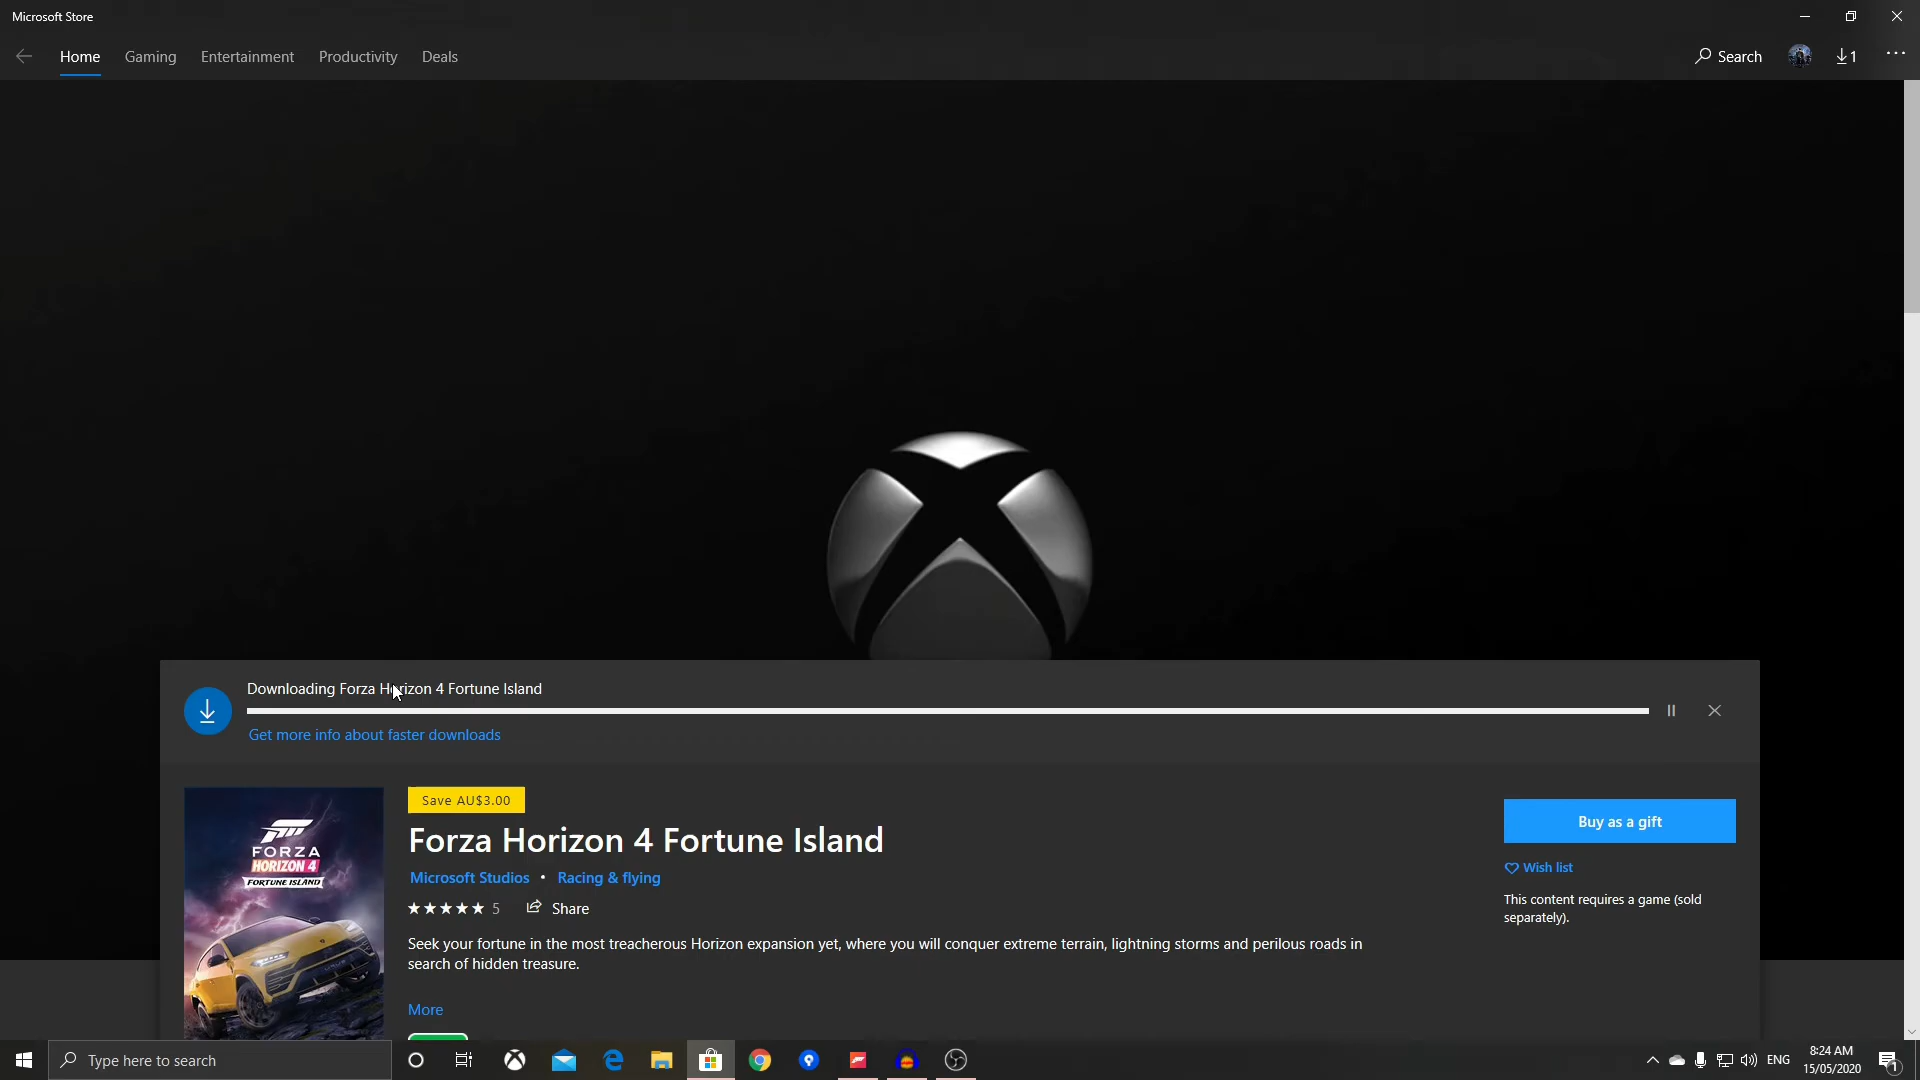 Microsoft Store
Home Gaming Entertainment Productivity Deals
Search
1
Downloading Forza Horizon 4 Fortune Island
Get more info about faster downloads
FORZA
HORIZON 4
FORTUNE ISLAND
Save AU$3.00
Forza Horizon 4 Fortune Island
Microsoft Studios • Racing & flying
★★★★★ 5 Share
Seek your fortune in the most treacherous Horizon expansion yet, where you will conquer extreme terrain, lightning storms and perilous roads in
search of hidden treasure.
More
Buy as a gift
Wish list
This content requires a game (sold
separately).
Type here to search
ENG
8:24 AM
15/05/2020
1